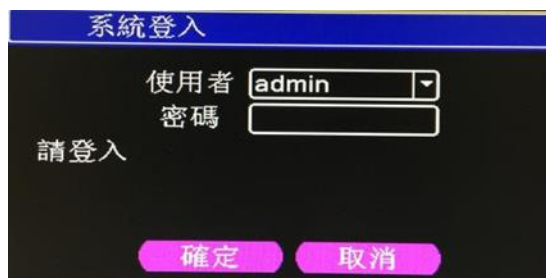 系統登入
使用者 admin
密碼
請登入
確定 取消